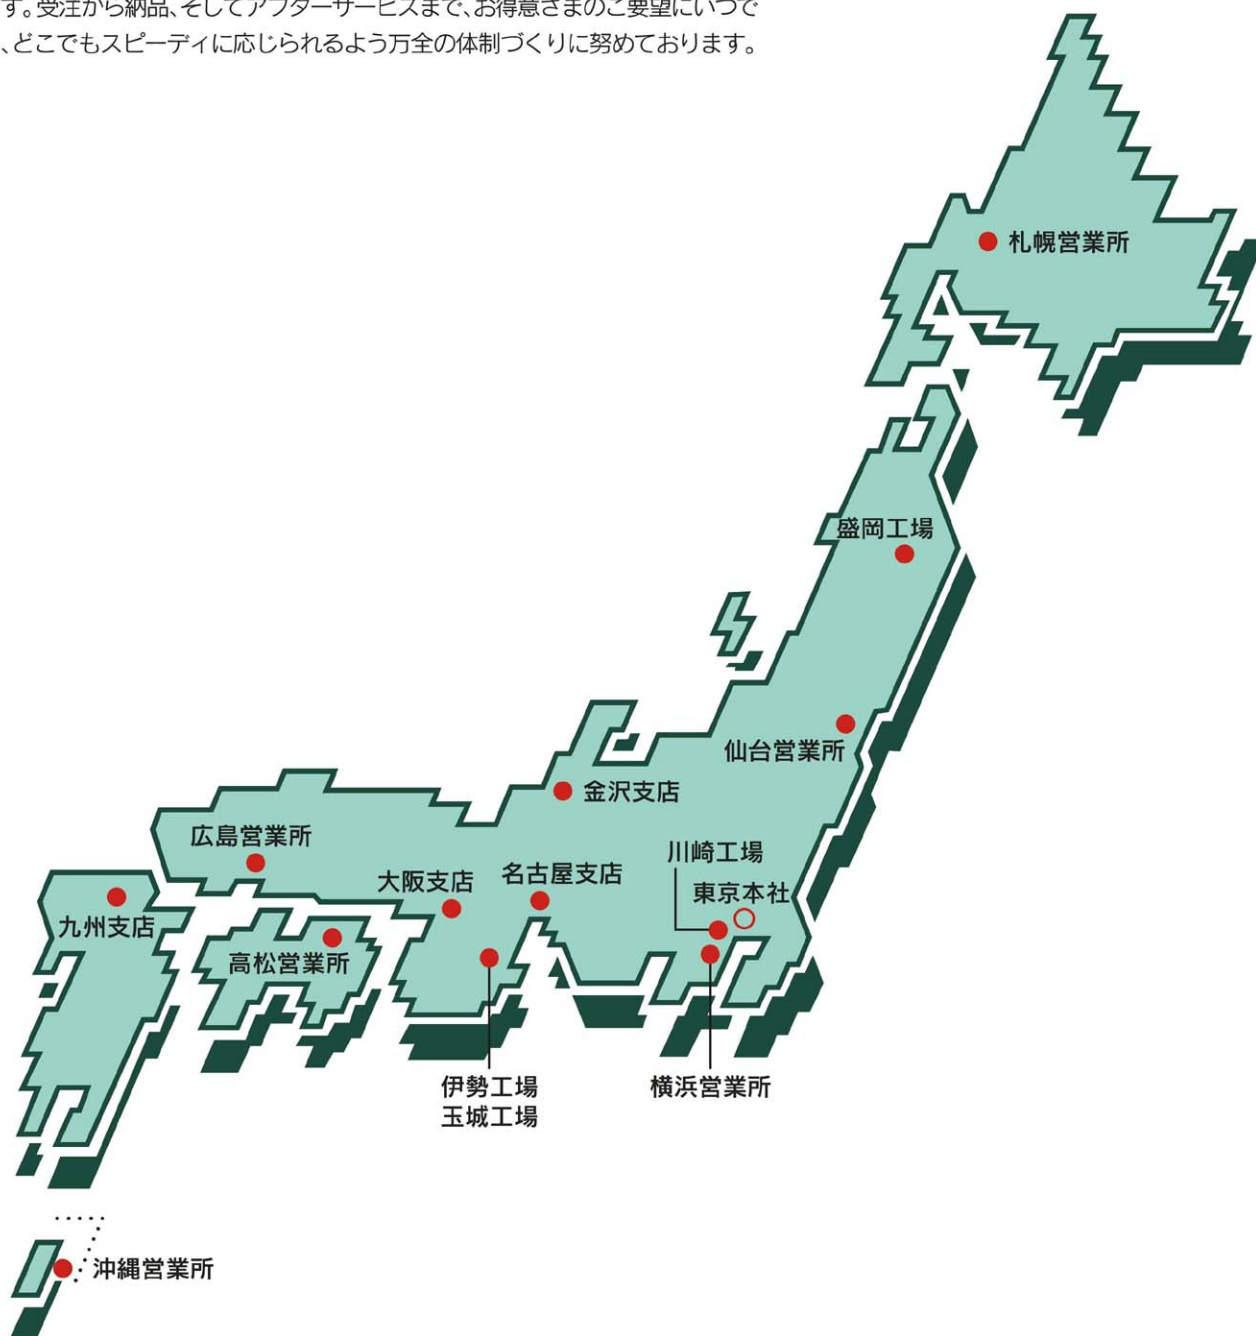 す。受注から納品、そしてアフターサービスまで、お得意さまのご要望にいつで
、どこでもスピーディに応じられるよう万全の体制づくりに努めております。
札幌営業所
盛岡工場
仙台営業所
金沢支店
広島営業所
川崎工場
大阪支店
名古屋支店
東京本社
九州支店
高松営業所
伊勢工場
玉城工場
横浜営業所
沖縄営業所